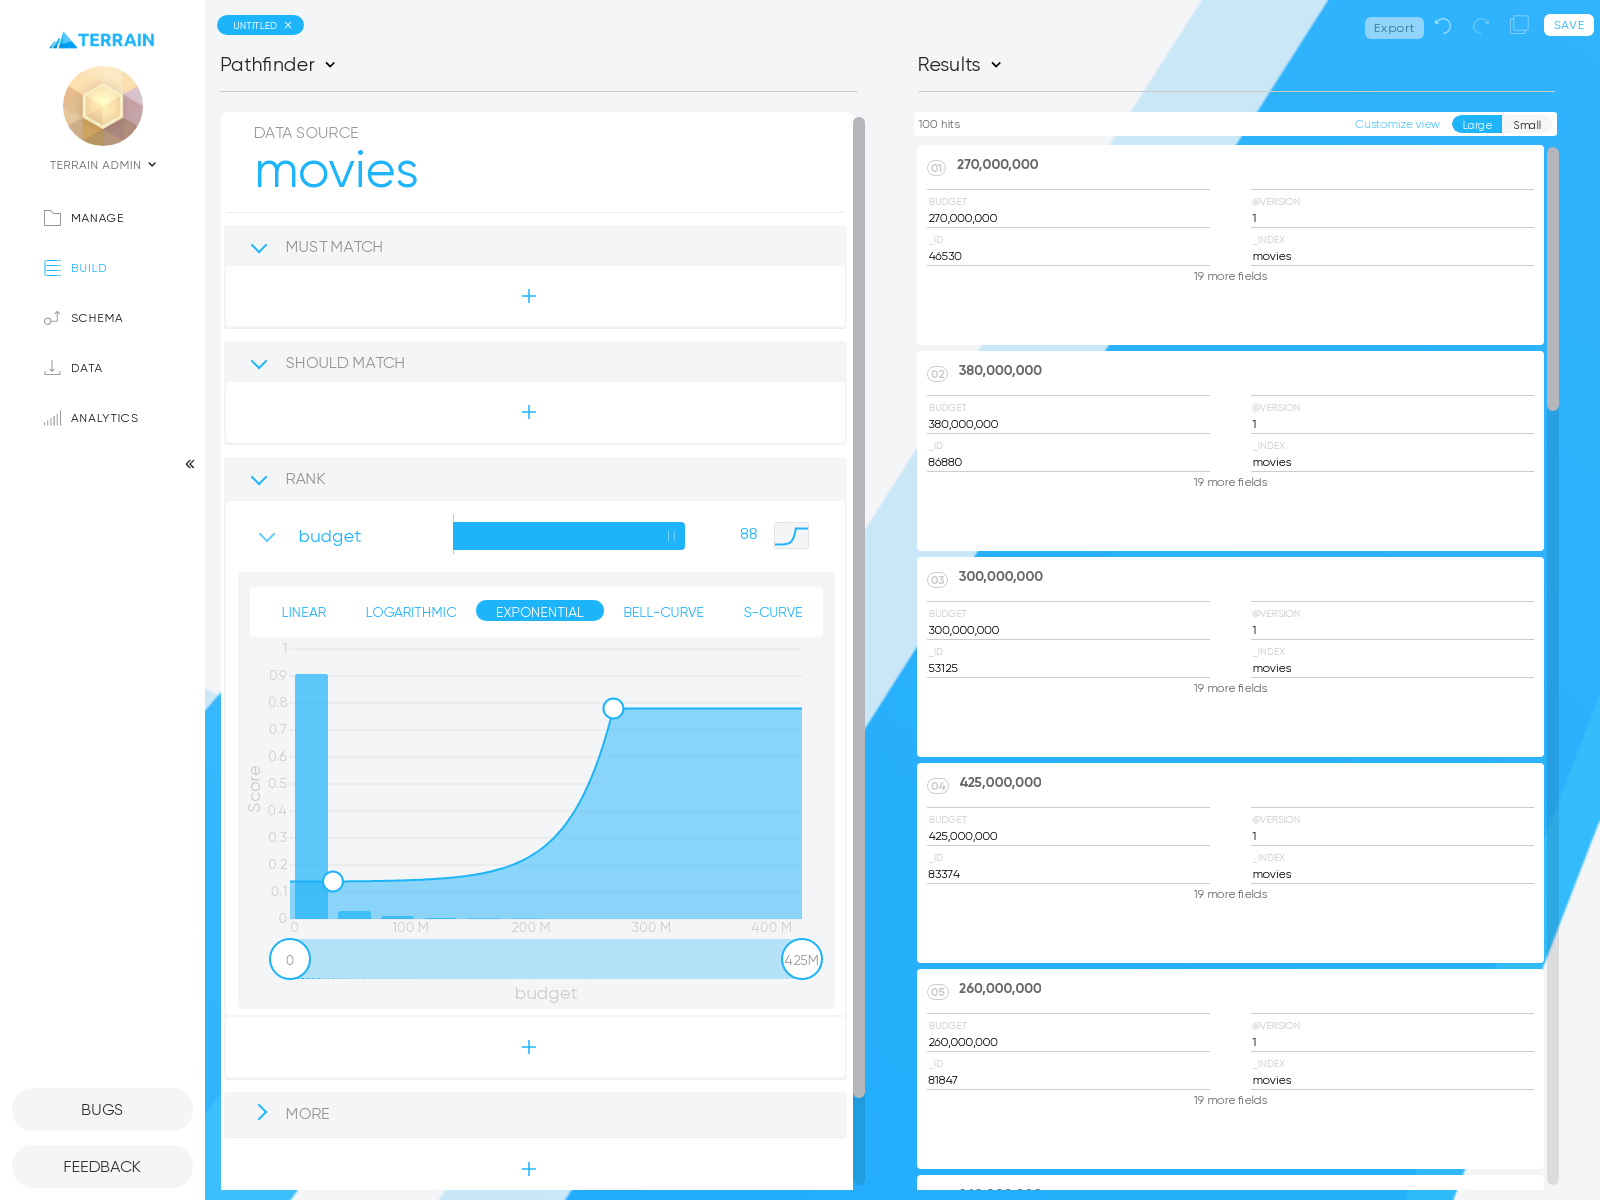 TERRAIN
TERRAIN ADMIN
MANAGE
BUILD
SCHEMA
DATA
ANALYTICS
BUGS
FEEDBACK
UNTITLED
Pathfinder
DATA SOURCE
movies
MUST MATCH
SHOULD MATCH
RANK
budget
88
LINEAR LOGARITHMIC EXPONENTIAL BELL-CURVE S-CURVE
1
0.9
0.8
0.7
0.6
0.5
0.4
0.3
0.2
0.1
0
Score
0 100 M 200 M 300 M 400 M
0 425M
budget
MORE
Export
SAVE
Results
100 hits Customize view Large Small
01 270,000,000
BUDGET @VERSION
270,000,000 1
_ID _INDEX
46530 movies
19 more fields
02 380,000,000
BUDGET @VERSION
380,000,000 1
_ID _INDEX
86880 movies
19 more fields
03 300,000,000
BUDGET @VERSION
300,000,000 1
_ID _INDEX
53125 movies
19 more fields
04 425,000,000
BUDGET @VERSION
425,000,000 1
_ID _INDEX
83374 movies
19 more fields
05 260,000,000
BUDGET @VERSION
260,000,000 1
_ID _INDEX
81847 movies
19 more fields